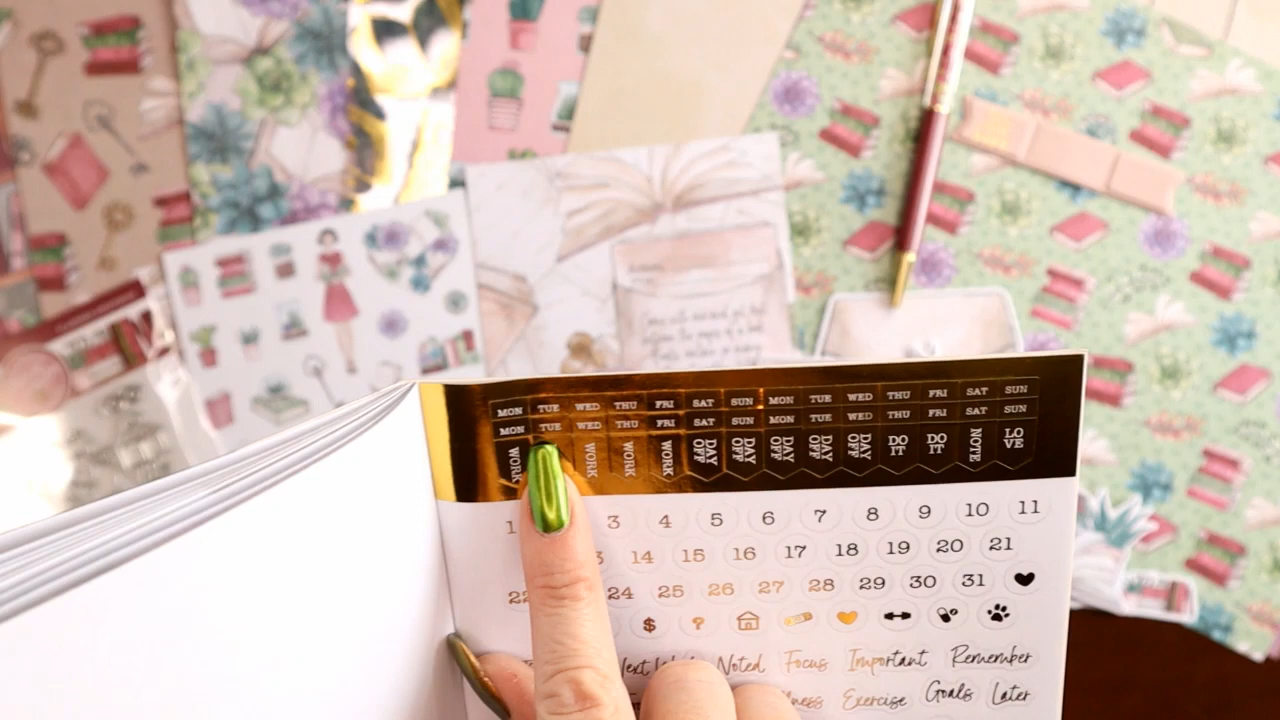 MON TUE WED THU FRI SAT SUN MON TUE WED THU FRI SAT SUN
MON TUE WED THU FRI SAT SUN MON TUE WED THU FRI SAT SUN
WORK WORK WORK WORK DAY OFF DAY OFF DAY OFF DAY OFF DAY OFF DO IT DO IT NOTE LOVE
1 3 4 5 6 7 8 9 10 11
14 15 16 17 18 19 20 21
24 25 26 27 28 29 30 31
$ ?
Noted Focus Important Remember
Exercise Goals Later